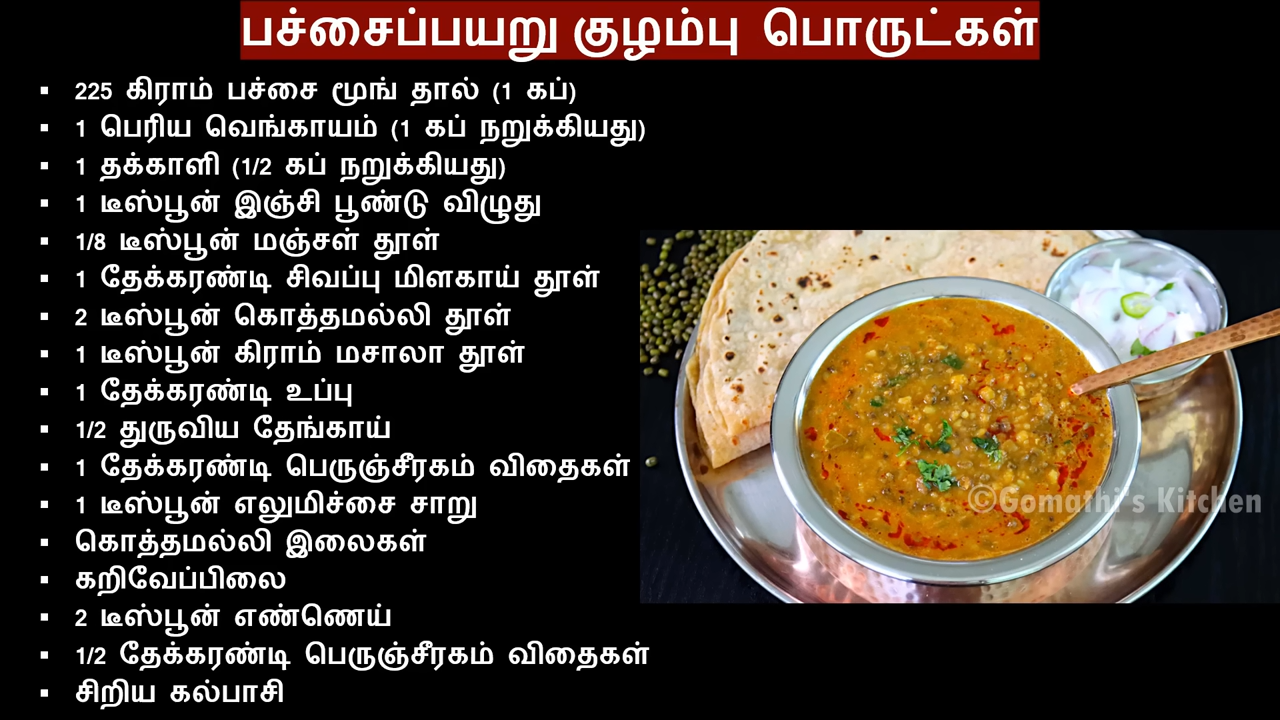 பச்சைப்பயறு குழம்பு பொருட்கள்
▪ 225 கிராம் பச்சை மூங் தால் (1 கப்)
▪ 1 பெரிய வெங்காயம் (1 கப் நறுக்கியது)
▪ 1 தக்காளி (1/2 கப் நறுக்கியது)
▪ 1 டீஸ்பூன் இஞ்சி பூண்டு விழுது
▪ 1/8 டீஸ்பூன் மஞ்சள் தூள்
▪ 1 தேக்கரண்டி சிவப்பு மிளகாய் தூள்
▪ 2 டீஸ்பூன் கொத்தமல்லி தூள்
▪ 1 டீஸ்பூன் கிராம் மசாலா தூள்
▪ 1 தேக்கரண்டி உப்பு
▪ 1/2 துருவிய தேங்காய்
▪ 1 தேக்கரண்டி பெருஞ்சீரகம் விதைகள்
▪ 1 டீஸ்பூன் எலுமிச்சை சாறு
▪ கொத்தமல்லி இலைகள்
▪ கறிவேப்பிலை
▪ 2 டீஸ்பூன் எண்ணெய்
▪ 1/2 தேக்கரண்டி பெருஞ்சீரகம் விதைகள்
▪ சிறிய கல்பாசி
©Gomathi's Kitchen